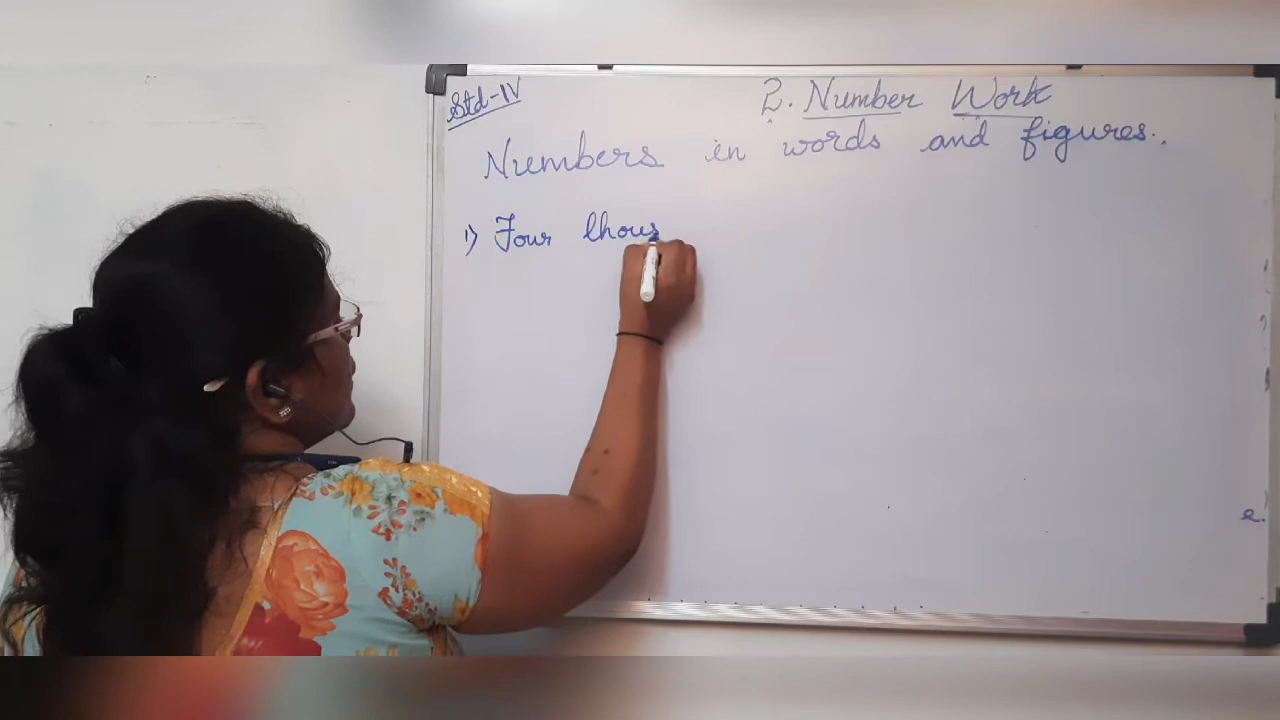 Std-IV
2. Number Work
Numbers in words and figures.
1) Four thous